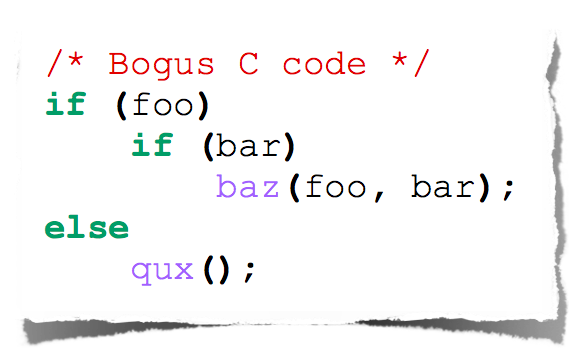 /* Bogus C code */
if (foo)
    if (bar)
        baz(foo, bar);
else
    qux();